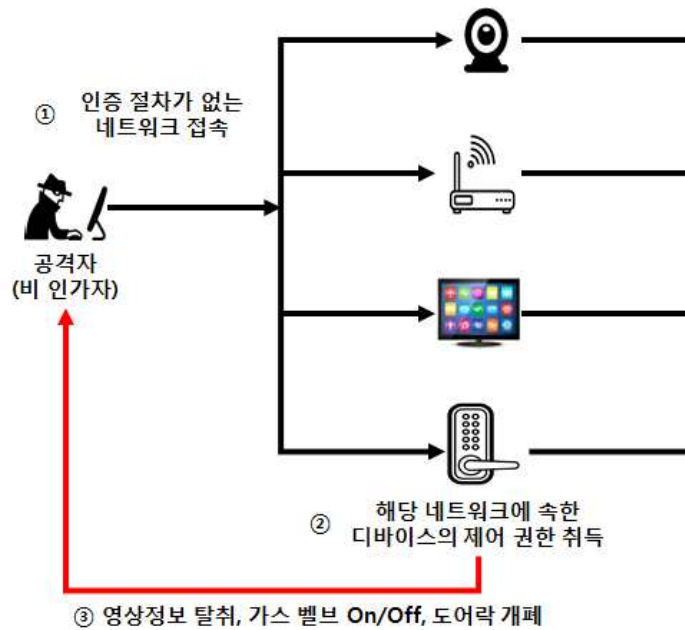 ① 인증 절차가 없는
네트워크 접속
공격자
(비 인가자)
② 해당 네트워크에 속한
디바이스의 제어 권한 취득
③ 영상정보 탈취, 가스 벨브 On/Off, 도어락 개폐